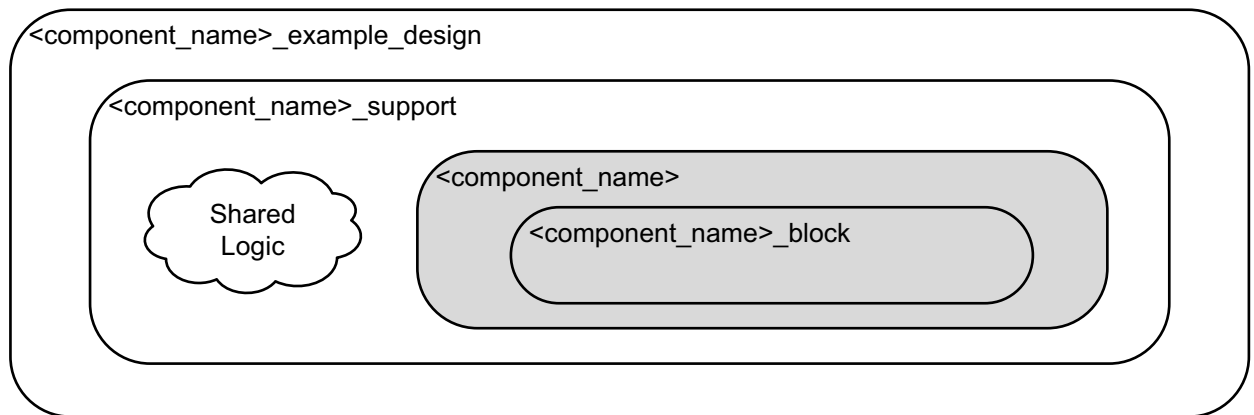 <component_name>_example_design
<component_name>_support
<component_name>
Shared
Logic
<component_name>_block